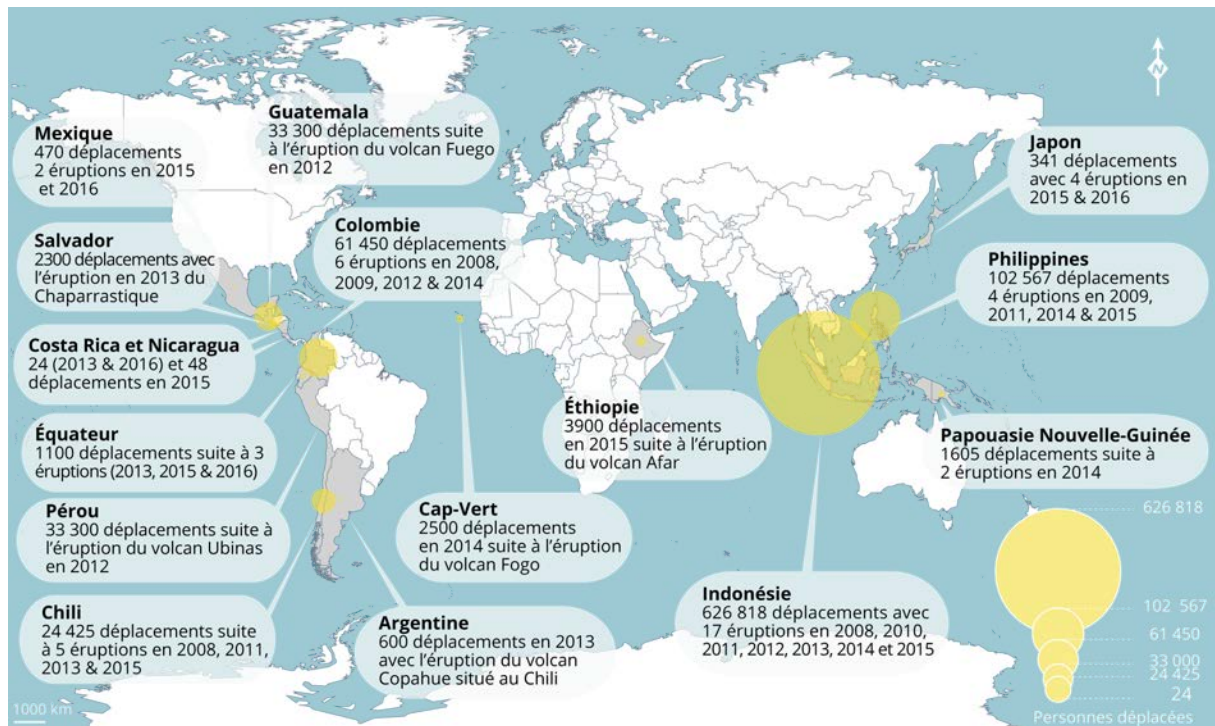 Mexique
470 déplacements
2 éruptions en 2015
et 2016
Guatemala
33 300 déplacements suite
à l’éruption du volcan Fuego
en 2012
N
Japon
341 déplacements
avec 4 éruptions en
2015 & 2016
Salvador
2300 déplacements avec
l’éruption en 2013 du
Chaparrastique
Colombie
61 450 déplacements
6 éruptions en 2008,
2009, 2012 & 2014
Philippines
102 567 déplacements
4 éruptions en 2009,
2011, 2014 & 2015
Costa Rica et Nicaragua
24 (2013 & 2016) et 48
déplacements en 2015
Équateur
1100 déplacements suite à 3
éruptions (2013, 2015 & 2016)
Éthiopie
3900 déplacements
en 2015 suite à l’éruption
du volcan Afar
Papouasie Nouvelle-Guinée
1605 déplacements suite à
2 éruptions en 2014
Pérou
33 300 déplacements suite à
l’éruption du volcan Ubinas
en 2012
Cap-Vert
2500 déplacements
en 2014 suite à l’éruption
du volcan Fogo
Chili
24 425 déplacements suite
à 5 éruptions en 2008, 2011,
2013 & 2015
Argentine
600 déplacements en 2013
avec l’éruption du volcan
Copahue situé au Chili
Indonésie
626 818 déplacements avec
17 éruptions en 2008, 2010,
2011, 2012, 2013, 2014 et 2015
626 818
102 567
61 450
33 000
24 425
24
Personnes déplacées
1000 km